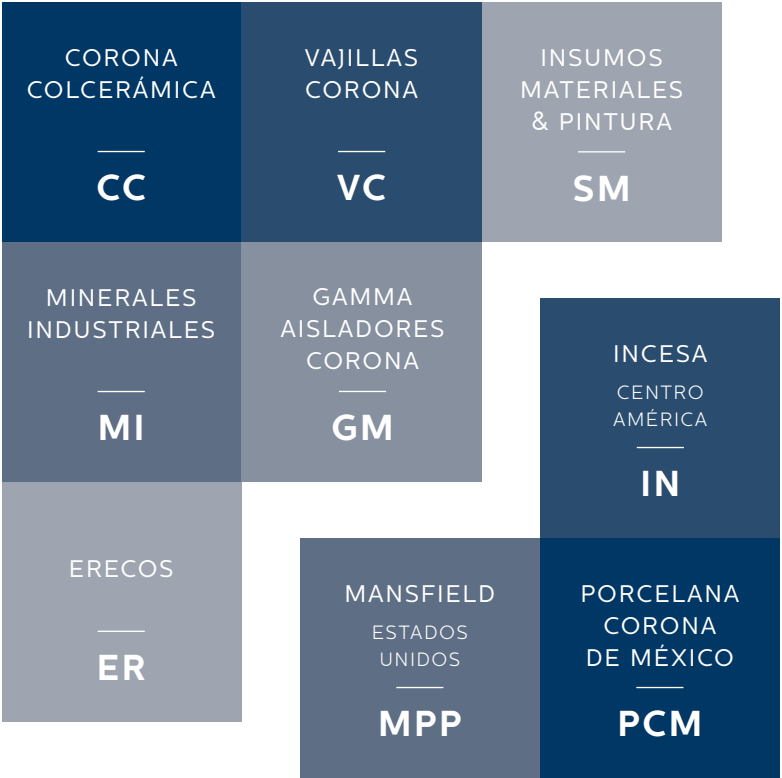 CORONA
COLCERÁMICA
CC
VAJILLAS
CORONA
VC
INSUMOS
MATERIALES
& PINTURA
SM
MINERALES
INDUSTRIALES
MI
GAMMA
AISLADORES
CORONA
GM
INCESA
CENTRO
AMÉRICA
IN
ERECOS
ER
MANSFIELD
ESTADOS
UNIDOS
MPP
PORCELANA
CORONA
DE MÉXICO
PCM